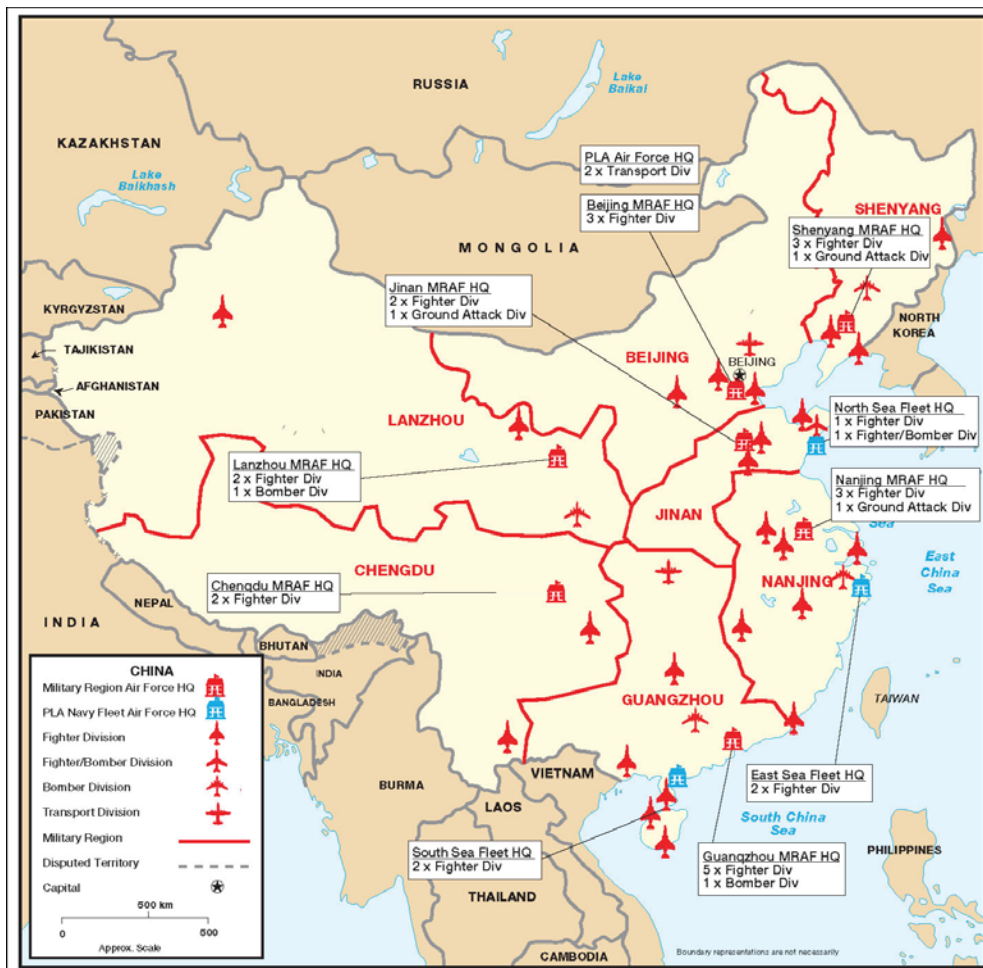 RUSSIA
Lake
Baikal
KAZAKHSTAN
Lake
Baikhash
PLA Air Force HQ
2 x Transport Div
Beijing MRAF HQ
3 x Fighter Div
SHENYANG
Shenyang MRAF HQ
3 x Fighter Div
1 x Ground Attack Div
MONGOLIA
Jinan MRAF HQ
2 x Fighter Div
1 x Ground Attack Div
KYRGYZSTAN
NORTH
KOREA
TAJIKISTAN
BEIJING
BEIJING
AFGHANISTAN
PAKISTAN
LANZHOU
North Sea Fleet HQ
1 x Fighter Div
1 x Fighter/Bomber Div
Lanzhou MRAF HQ
2 x Fighter Div
1 x Bomber Div
Nanjing MRAF HQ
3 x Fighter Div
1 x Ground Attack Div
JINAN
Sea
East
China
Sea
CHENGDU
Chengdu MRAF HQ
2 x Fighter Div
NANJING
NEPAL
INDIA
BHUTAN
INDIA
BANGLADESH
TAIWAN
GUANGZHOU
BURMA
VIETNAM
LAOS
East Sea Fleet HQ
2 x Fighter Div
South China
Sea
South Sea Fleet HQ
2 x Fighter Div
Guangzhou MRAF HQ
5 x Fighter Div
1 x Bomber Div
PHILIPPINES
THAILAND
CAMBODIA
CHINA
Military Region Air Force HQ
PLA Navy Fleet Air Force HQ
Fighter Division
Fighter/Bomber Division
Bomber Division
Transport Division
Military Region
Disputed Territory
Capital
500 km
0
500
Approx. Scale
Boundary representations are not necessarily